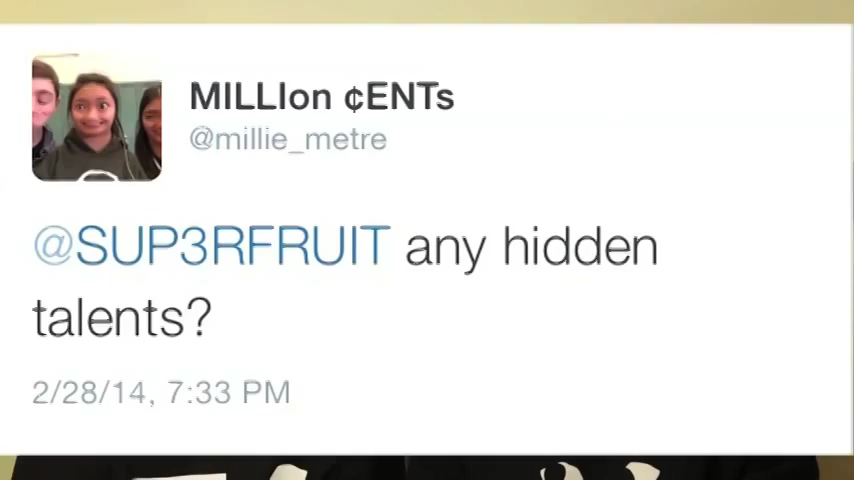 MILLIon ¢ENTs
@millie_metre
@SUP3RFRUIT any hidden
talents?
2/28/14, 7:33 PM